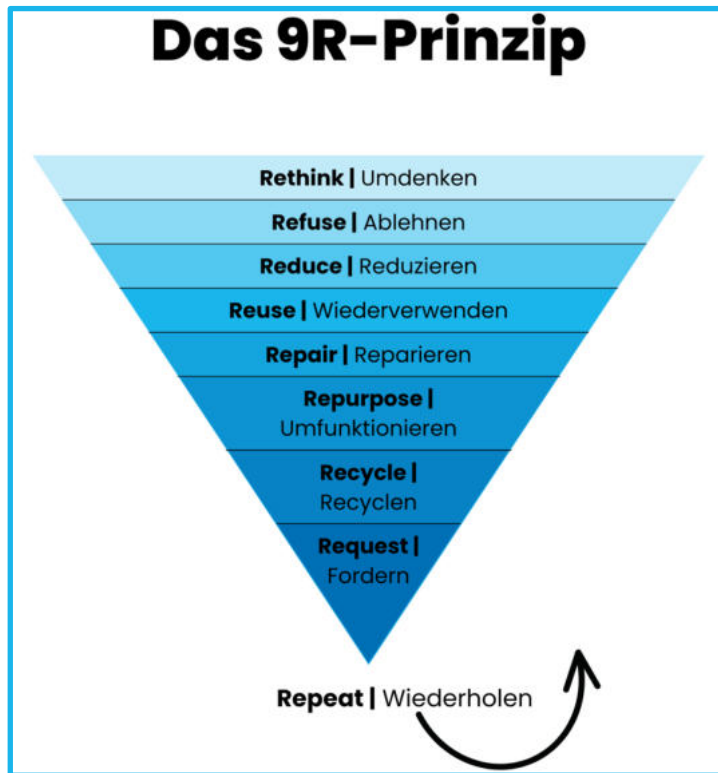 Das 9R-Prinzip
Rethink | Umdenken
Refuse | Ablehnen
Reduce | Reduzieren
Reuse | Wiederverwenden
Repair | Reparieren
Repurpose |
Umfunktionieren
Recycle |
Recyclen
Request |
Fordern
Repeat | Wiederholen